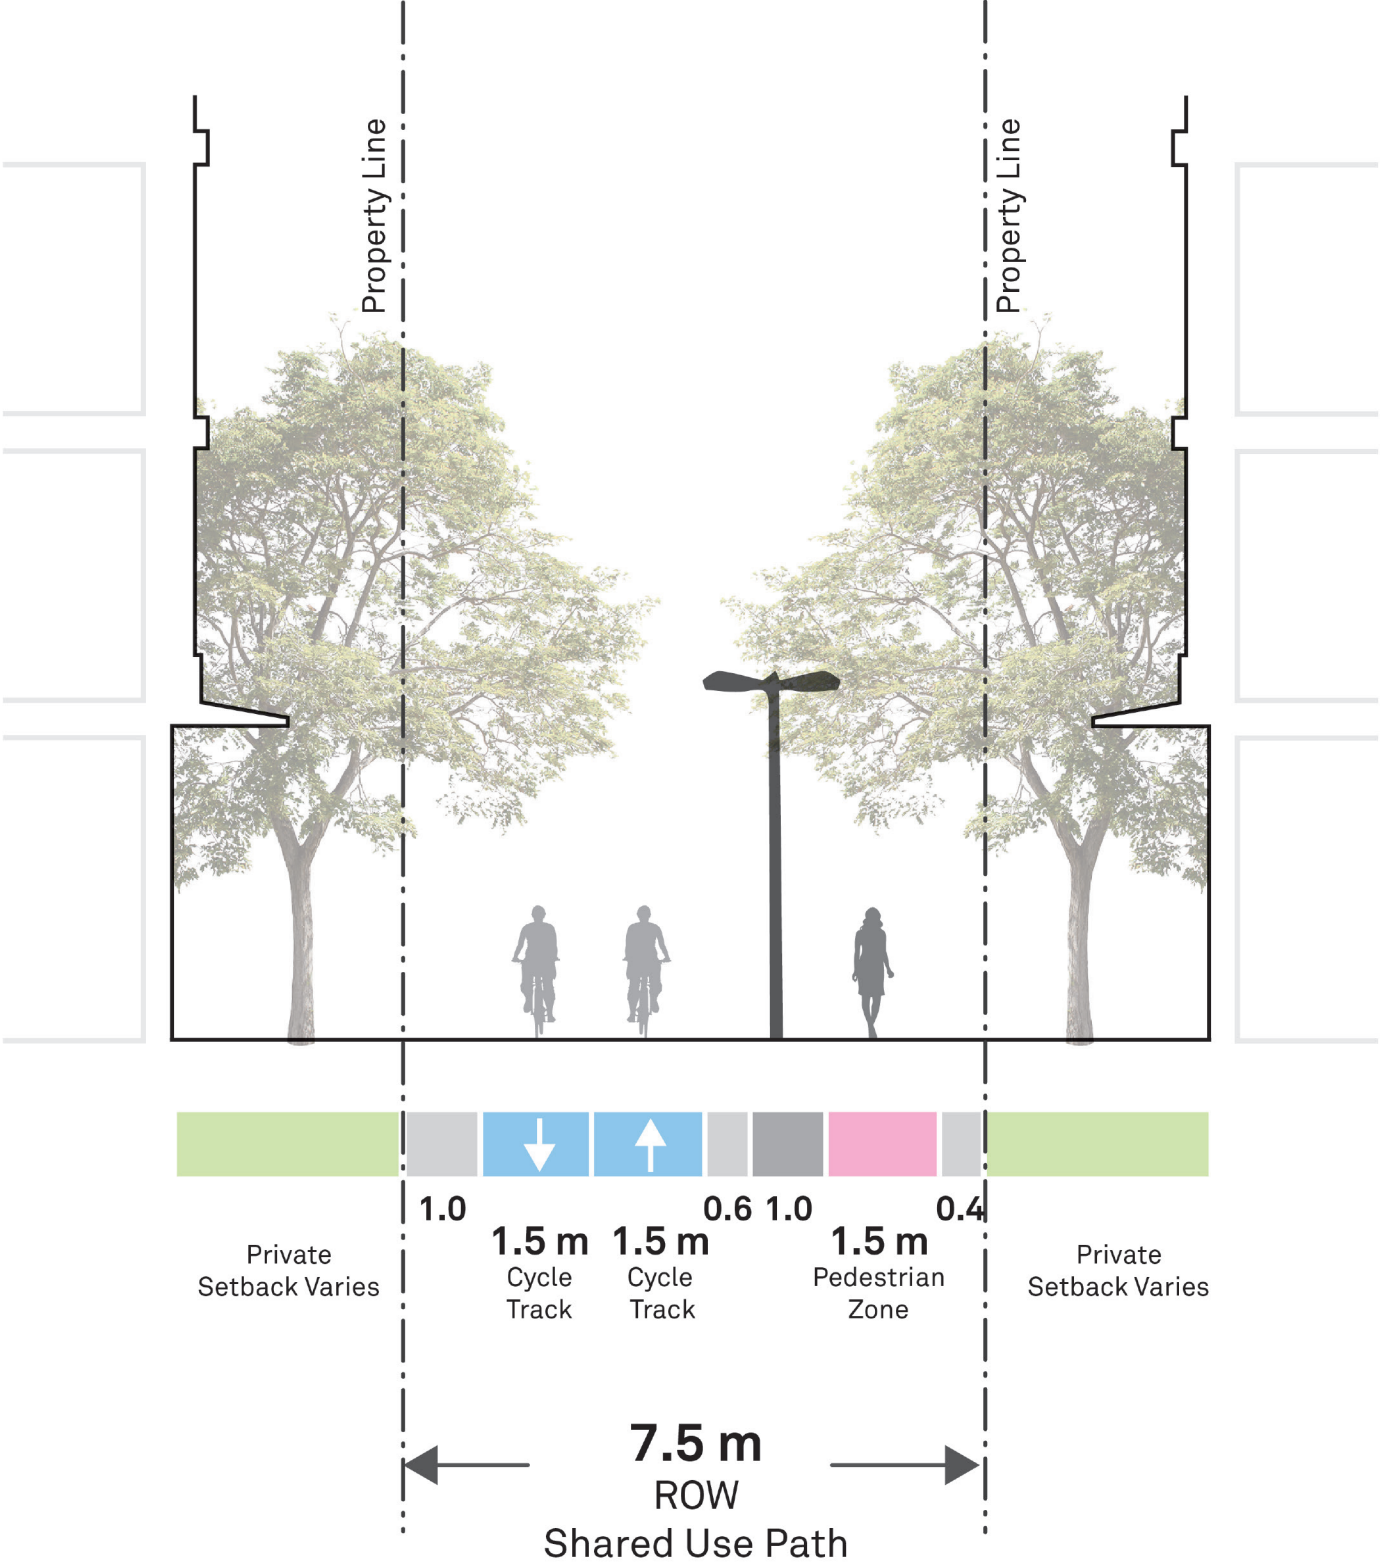 Property Line
Property Line
1.0
0.6
1.0
0.4
1.5 m
1.5 m
1.5 m
Cycle
Track
Cycle
Track
Pedestrian
Zone
Private
Setback Varies
Private
Setback Varies
7.5 m
ROW
Shared Use Path